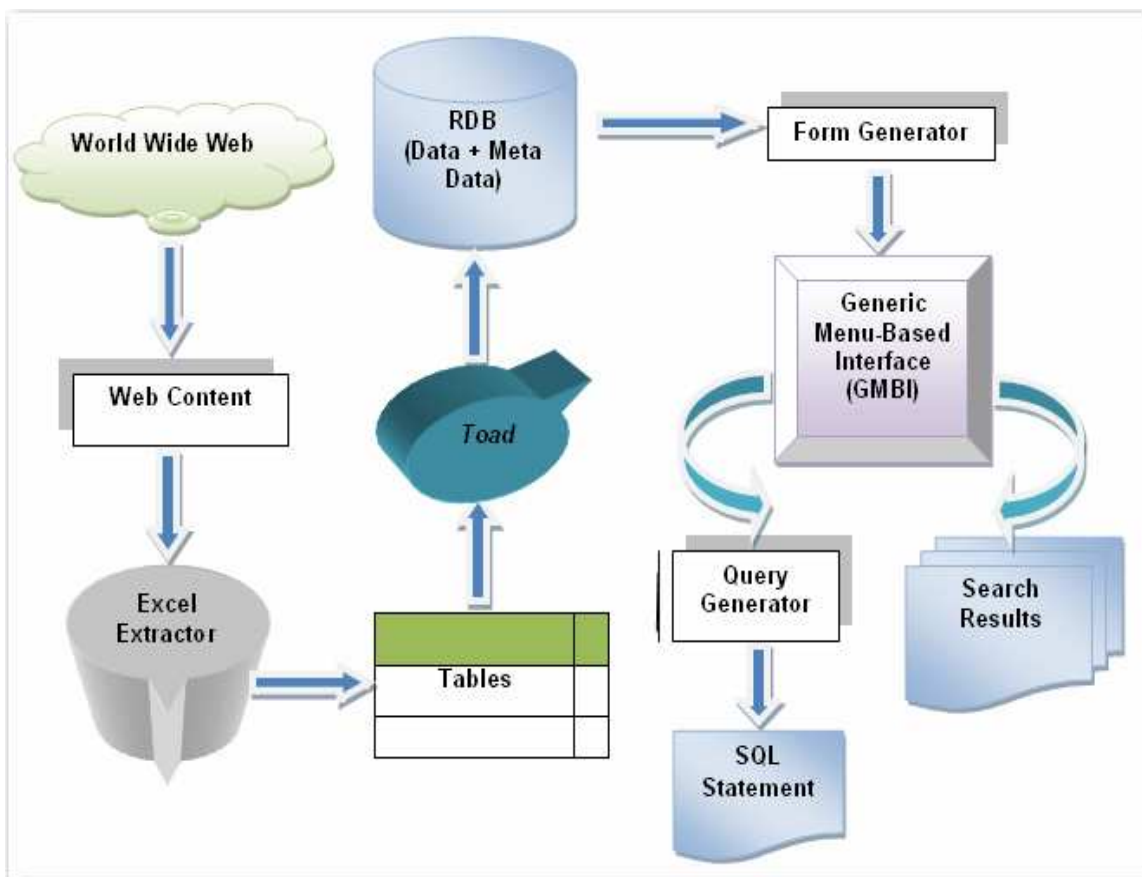 World Wide Web
Web Content
Excel
Extractor
Tables
Toad
RDB
(Data + Meta
Data)
Form Generator
Generic
Menu-Based
Interface
(GMBI)
Query
Generator
SQL
Statement
Search
Results